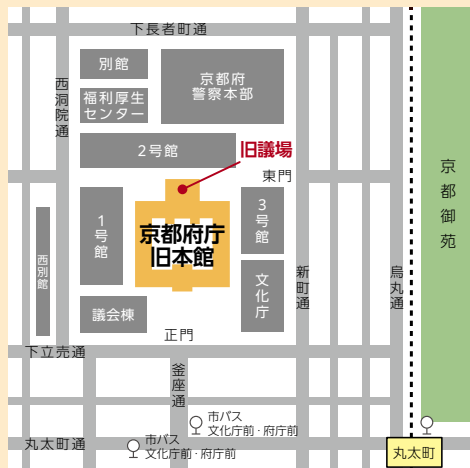 下長者町通
別館
京都府
警察本部
西洞院通
福利厚生
センター
2号館
旧議場
東門
京都御苑
1号館
京都府庁
旧本館
3号館
西別館
文化庁
新町通
烏丸通
議会棟
正門
下立売通
釜座通
市バス
文化庁前・府庁前
丸太町通
市バス
文化庁前・府庁前
丸太町